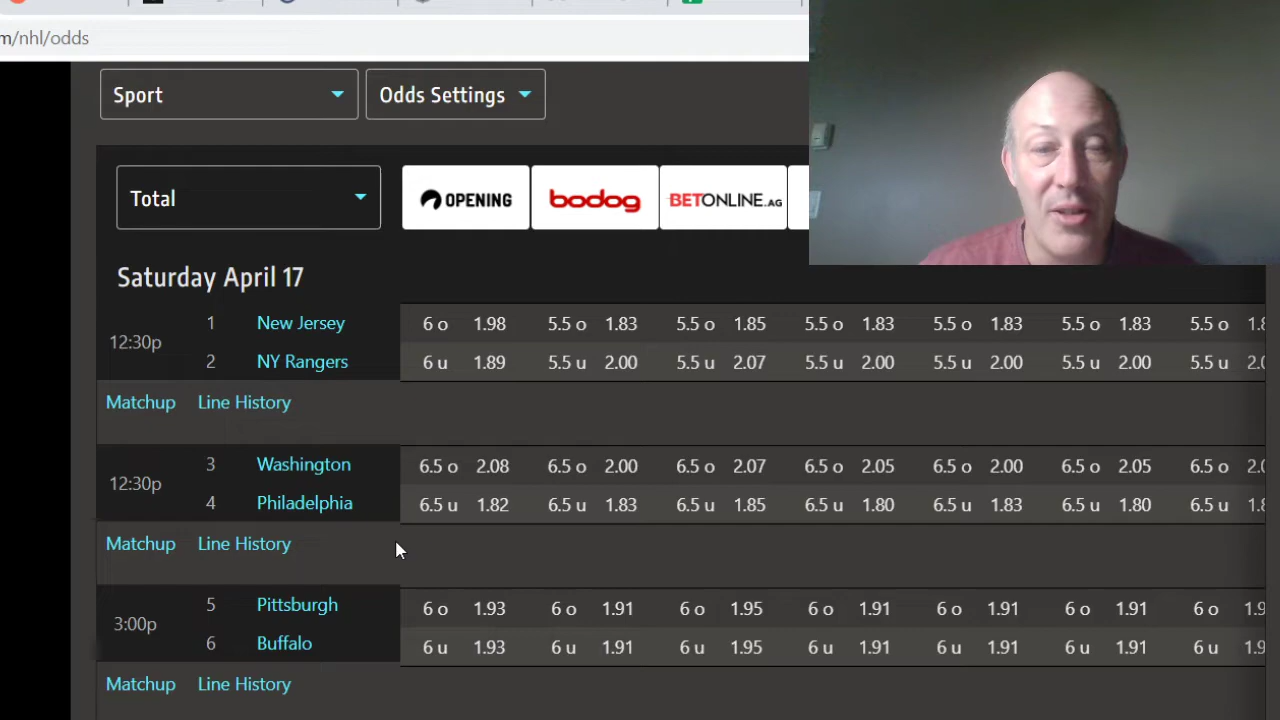 m/nhl/odds
Sport Odds Settings
Total OPENING bodog BETONLINE.AG
Saturday April 17
12:30p
1 New Jersey 6 o 1.98 5.5 o 1.83 5.5 o 1.85 5.5 o 1.83 5.5 o 1.83 5.5 o 1.83 5.5 o
2 NY Rangers 6 u 1.89 5.5 u 2.00 5.5 u 2.07 5.5 u 2.00 5.5 u 2.00 5.5 u 2.00 5.5 u
Matchup Line History
12:30p
3 Washington 6.5 o 2.08 6.5 o 2.00 6.5 o 2.07 6.5 o 2.05 6.5 o 2.00 6.5 o 2.05 6.5 o
4 Philadelphia 6.5 u 1.82 6.5 u 1.83 6.5 u 1.85 6.5 u 1.80 6.5 u 1.83 6.5 u 1.80 6.5 u
Matchup Line History
3:00p
5 Pittsburgh 6 o 1.93 6 o 1.91 6 o 1.95 6 o 1.91 6 o 1.91 6 o 1.91 6 o
6 Buffalo 6 u 1.93 6 u 1.91 6 u 1.95 6 u 1.91 6 u 1.91 6 u 1.91 6 u
Matchup Line History